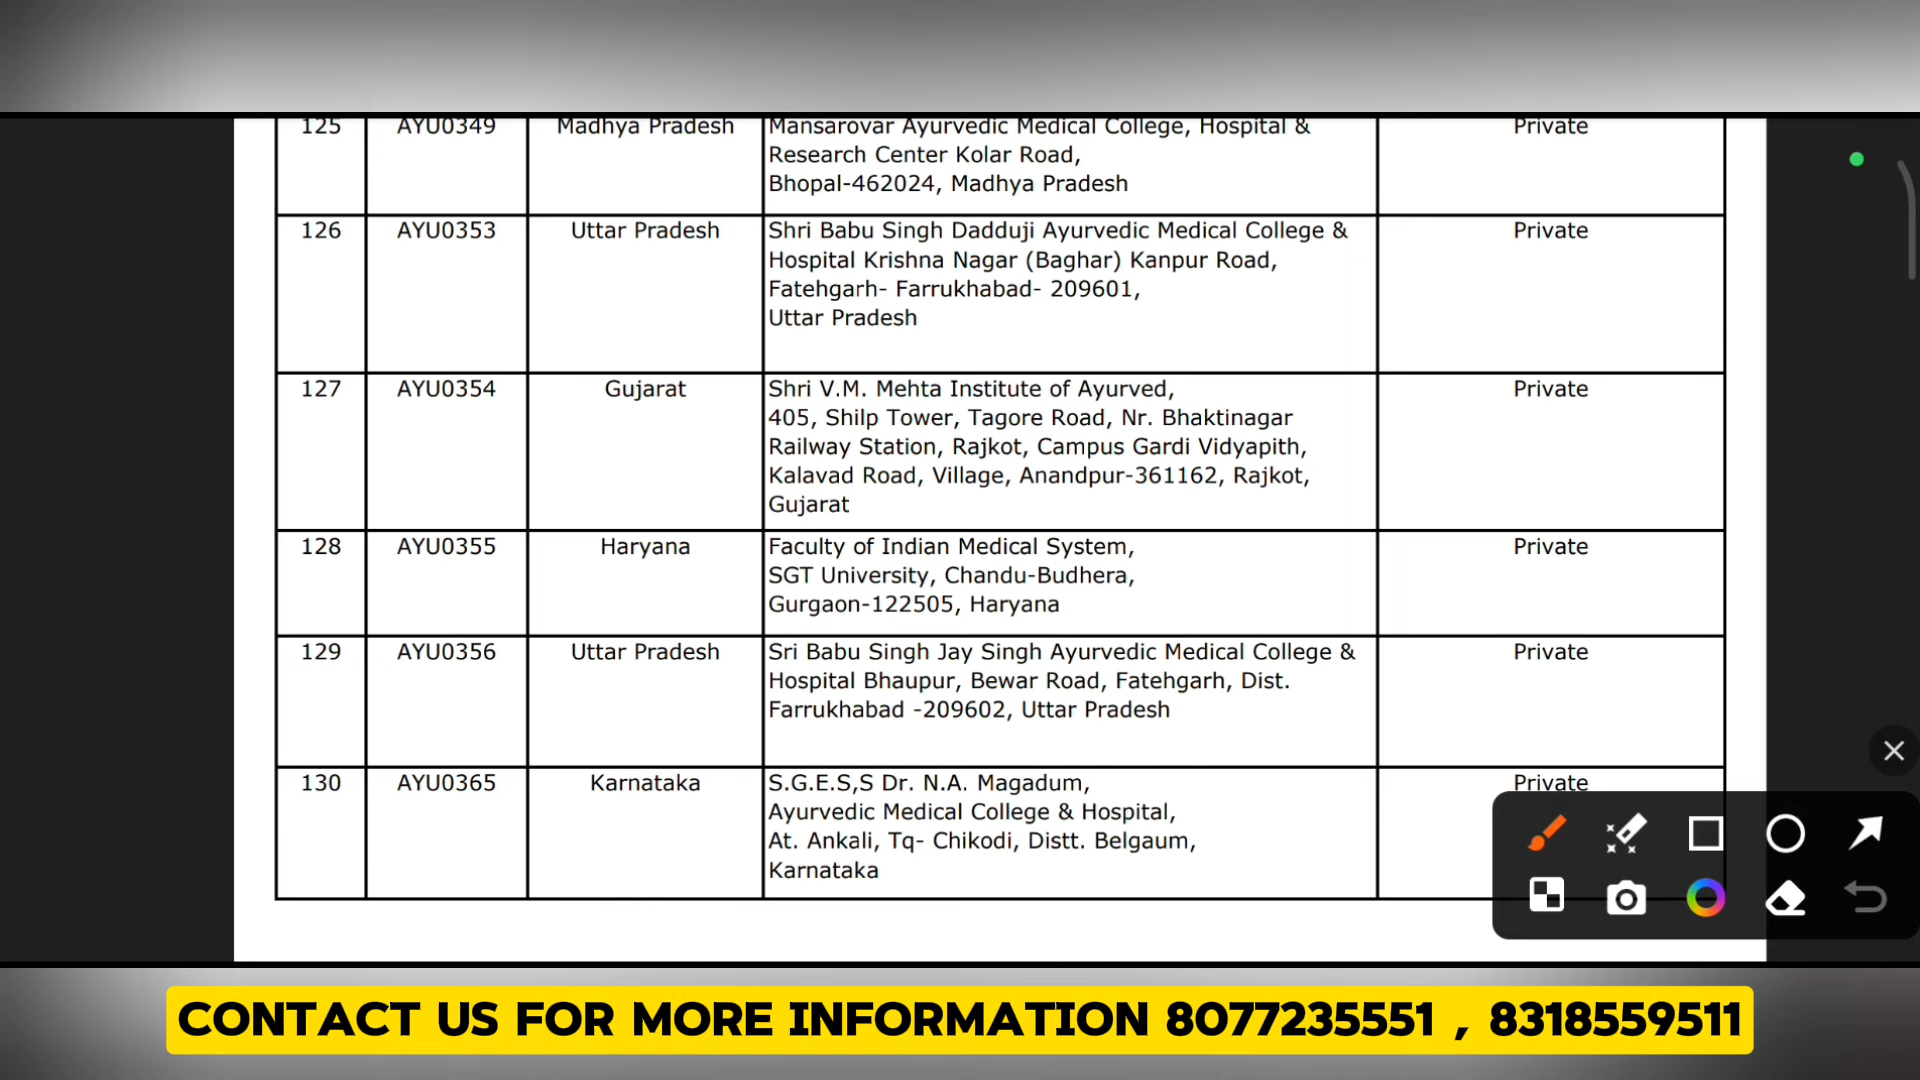 125 AYU0349 Madhya Pradesh Mansarovar Ayurvedic Medical College, Hospital & Private
Research Center Kolar Road,
Bhopal-462024, Madhya Pradesh
126 AYU0353 Uttar Pradesh Shri Babu Singh Dadduji Ayurvedic Medical College & Private
Hospital Krishna Nagar (Baghar) Kanpur Road,
Fatehgarh- Farrukhabad- 209601,
Uttar Pradesh
127 AYU0354 Gujarat Shri V.M. Mehta Institute of Ayurved, Private
405, Shilp Tower, Tagore Road, Nr. Bhaktinagar
Railway Station, Rajkot, Campus Gardi Vidyapith,
Kalavad Road, Village, Anandpur-361162, Rajkot,
Gujarat
128 AYU0355 Haryana Faculty of Indian Medical System, Private
SGT University, Chandu-Budhera,
Gurgaon-122505, Haryana
129 AYU0356 Uttar Pradesh Sri Babu Singh Jay Singh Ayurvedic Medical College & Private
Hospital Bhaupur, Bewar Road, Fatehgarh, Dist.
Farrukhabad -209602, Uttar Pradesh
130 AYU0365 Karnataka S.G.E.S,S Dr. N.A. Magadum, Private
Ayurvedic Medical College & Hospital,
At. Ankali, Tq- Chikodi, Distt. Belgaum,
Karnataka
CONTACT US FOR MORE INFORMATION 8077235551 , 8318559511